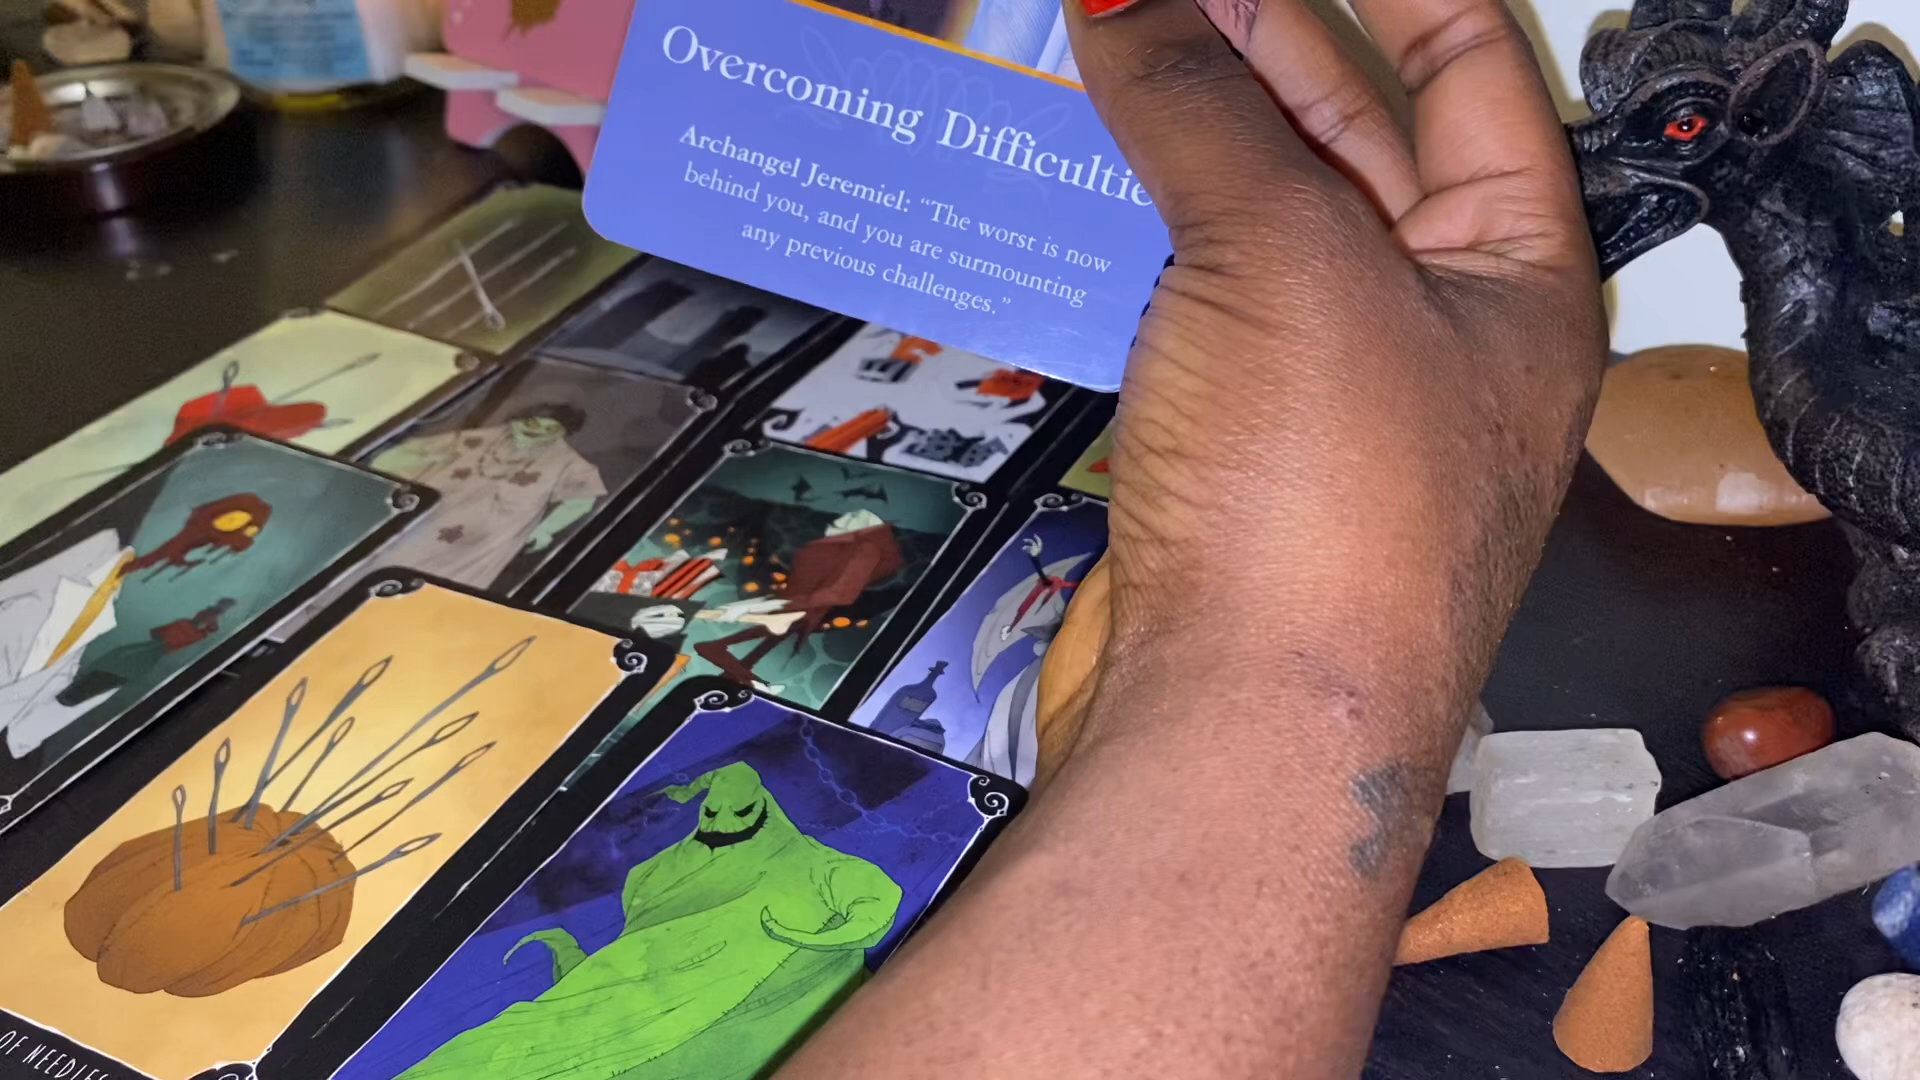 Overcoming Difficultie
Archangel Jeremiel: “The worst is now
behind you, and you are surmounting
any previous challenges.”
OF NEEDLES